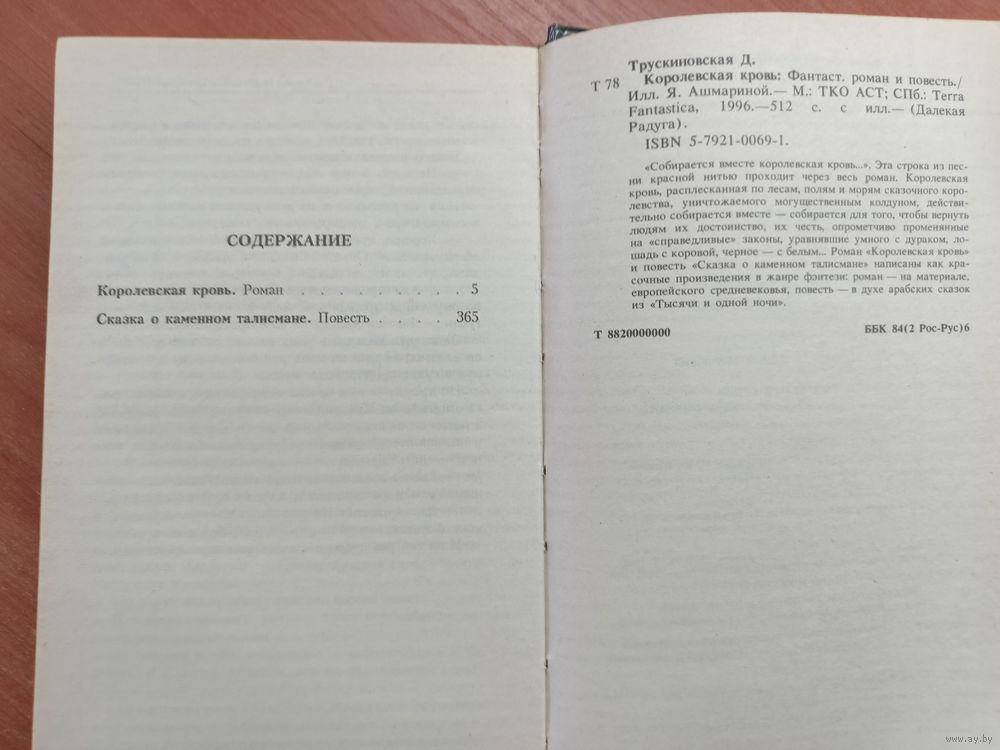 СОДЕРЖАНИЕ
Королевская кровь. Роман . . . . . . . . . . 5
Сказка о каменном талисмане. Повесть . . . . 365
Трускиновская Д.
Т 78 Королевская кровь: Фантаст. роман и повесть./
Илл. Я. Ашмариной.— М.: ТКО АСТ; СПб.: Terra
Fantastica, 1996.—512 с. с илл.— (Далекая
Радуга).
ISBN 5-7921-0069-1.
«Собирается вместе королевская кровь...». Эта строка из пес-
ни красной нитью проходит через весь роман. Королевская
кровь, расплесканная по лесам, полям и морям сказочного коро-
левства, уничтожаемого могущественным колдуном, действи-
тельно собирается вместе — собирается для того, чтобы вернуть
людям их достоинство, их честь, опрометчиво променянные
на «справедливые» законы, уравнявшие умного с дураком, ло-
шадь с коровой, черное — с белым... Роман «Королевская кровь»
и повесть «Сказка о каменном талисмане» написаны как кра-
сочные произведения в жанре фэнтези: роман — на материале,
европейского средневековья, повесть — в духе арабских сказок
из «Тысячи и одной ночи».
Т 8820000000 ББК 84(2 Рос-Рус)6
www.ay.by